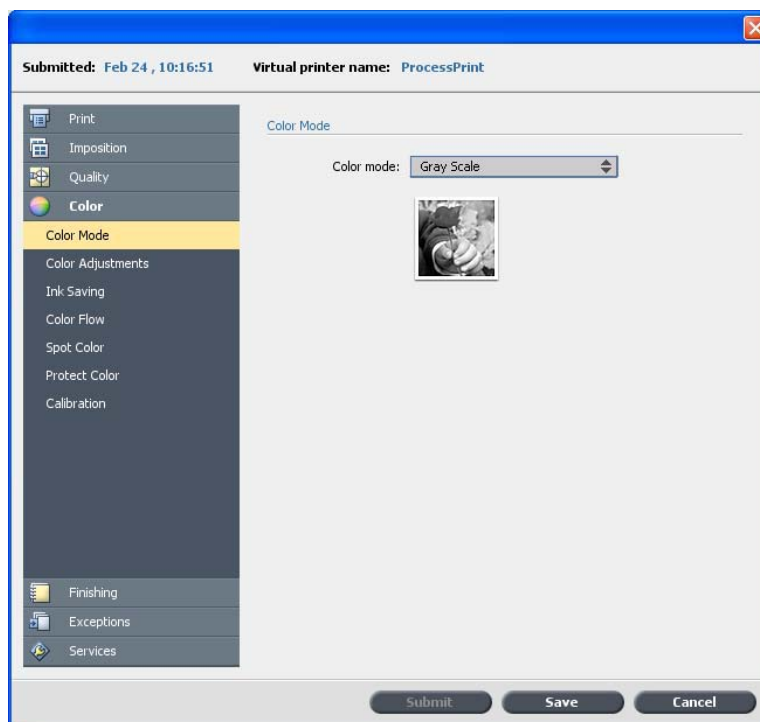 Submitted: Feb 24 , 10:16:51 Virtual printer name: ProcessPrint
Print
Imposition
Quality
Color
Color Mode
Color Adjustments
Ink Saving
Color Flow
Spot Color
Protect Color
Calibration
Finishing
Exceptions
Services
Color Mode
Color mode: Gray Scale
Submit Save Cancel